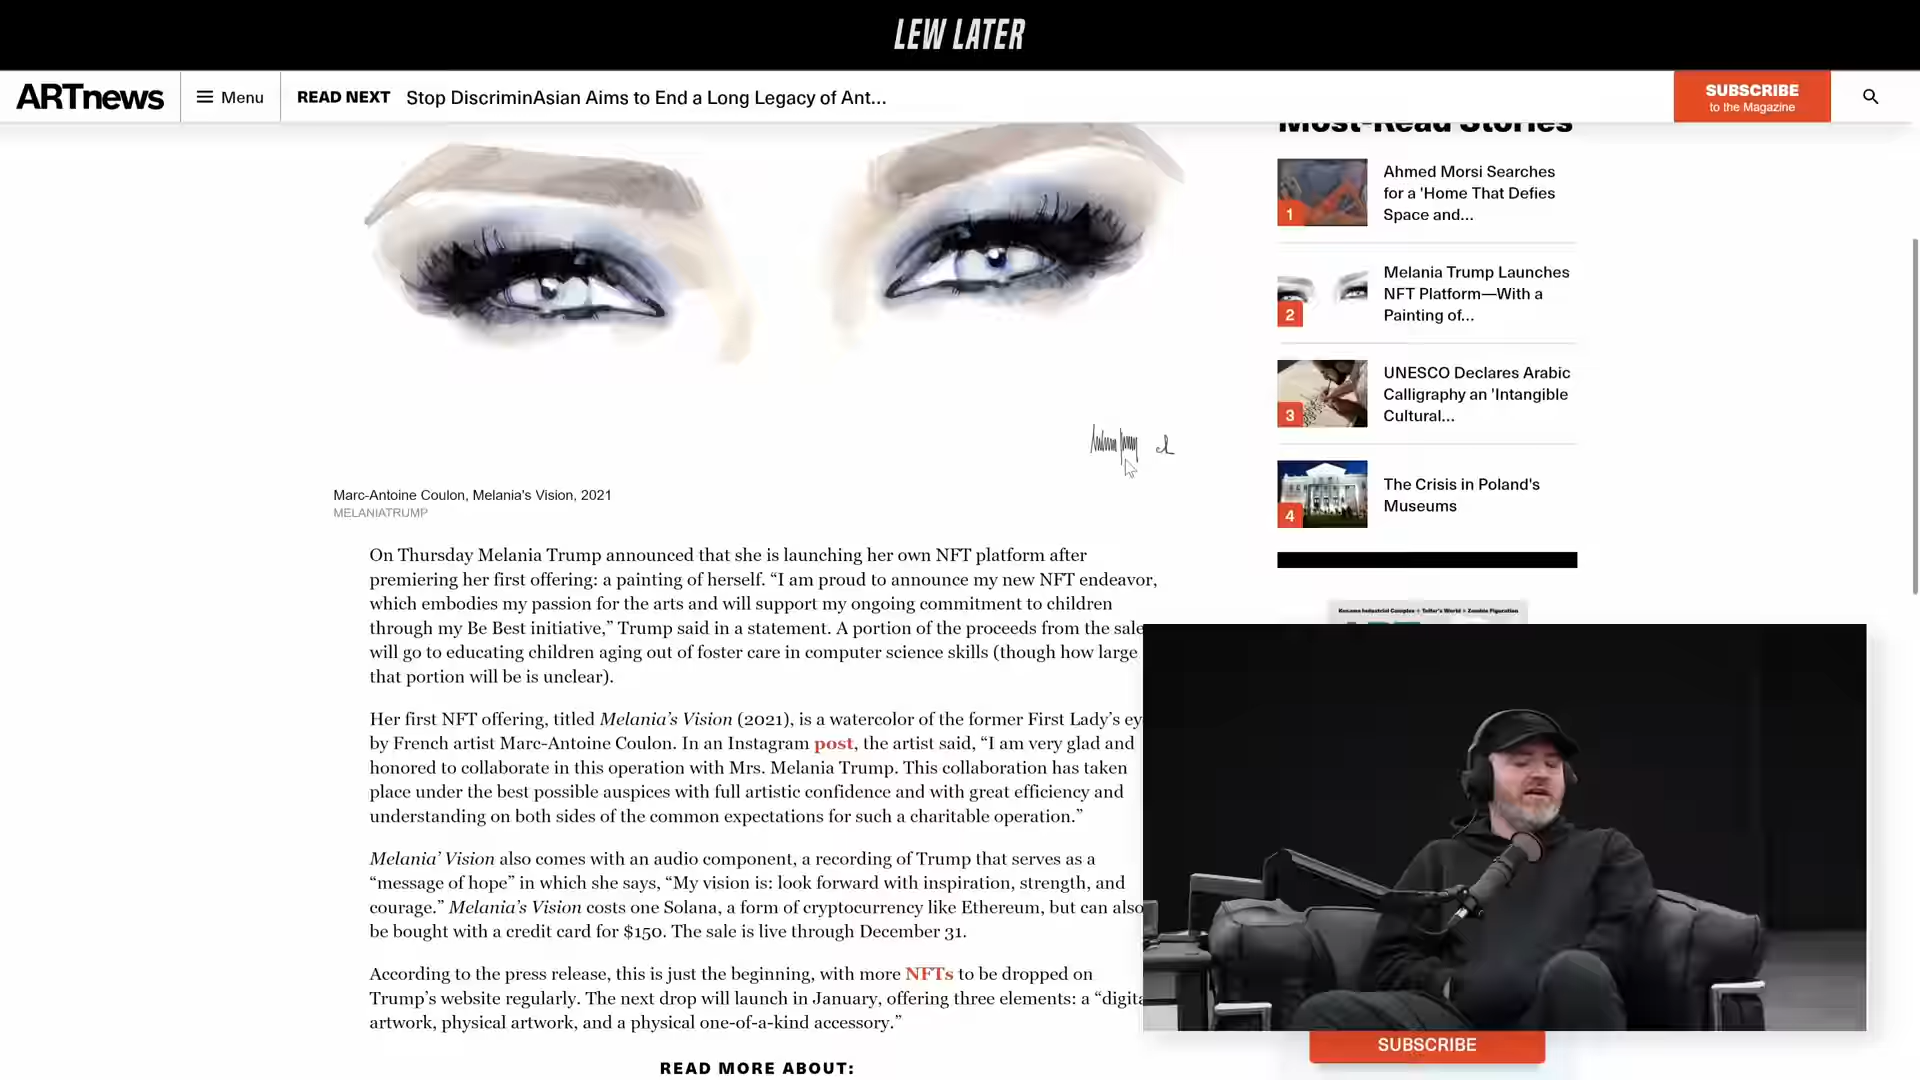 LEW LATER
ARTnews
Menu
READ NEXT
Stop DiscriminAsian Aims to End a Long Legacy of Ant...
SUBSCRIBE
to the Magazine
Most-Read Stories
1
Ahmed Morsi Searches
for a 'Home That Defies
Space and...
2
Melania Trump Launches
NFT Platform—With a
Painting of...
3
UNESCO Declares Arabic
Calligraphy an 'Intangible
Cultural...
4
The Crisis in Poland's
Museums
Marc-Antoine Coulon, Melania's Vision, 2021
MELANIATRUMP
On Thursday Melania Trump announced that she is launching her own NFT platform after
premiering her first offering: a painting of herself. “I am proud to announce my new NFT endeavor,
which embodies my passion for the arts and will support my ongoing commitment to children
through my Be Best initiative,” Trump said in a statement. A portion of the proceeds from the sale
will go to educating children aging out of foster care in computer science skills (though how large
that portion will be is unclear).
Her first NFT offering, titled Melania’s Vision (2021), is a watercolor of the former First Lady’s ey
by French artist Marc-Antoine Coulon. In an Instagram post, the artist said, “I am very glad and
honored to collaborate in this operation with Mrs. Melania Trump. This collaboration has taken
place under the best possible auspices with full artistic confidence and with great efficiency and
understanding on both sides of the common expectations for such a charitable operation.”
Melania’ Vision also comes with an audio component, a recording of Trump that serves as a
“message of hope” in which she says, “My vision is: look forward with inspiration, strength, and
courage.” Melania’s Vision costs one Solana, a form of cryptocurrency like Ethereum, but can also
be bought with a credit card for $150. The sale is live through December 31.
According to the press release, this is just the beginning, with more NFTs to be dropped on
Trump’s website regularly. The next drop will launch in January, offering three elements: a “digita
artwork, physical artwork, and a physical one-of-a-kind accessory.”
READ MORE ABOUT:
Kusama Industrial Complex + Telfar's World + Zombie Figuration
SUBSCRIBE